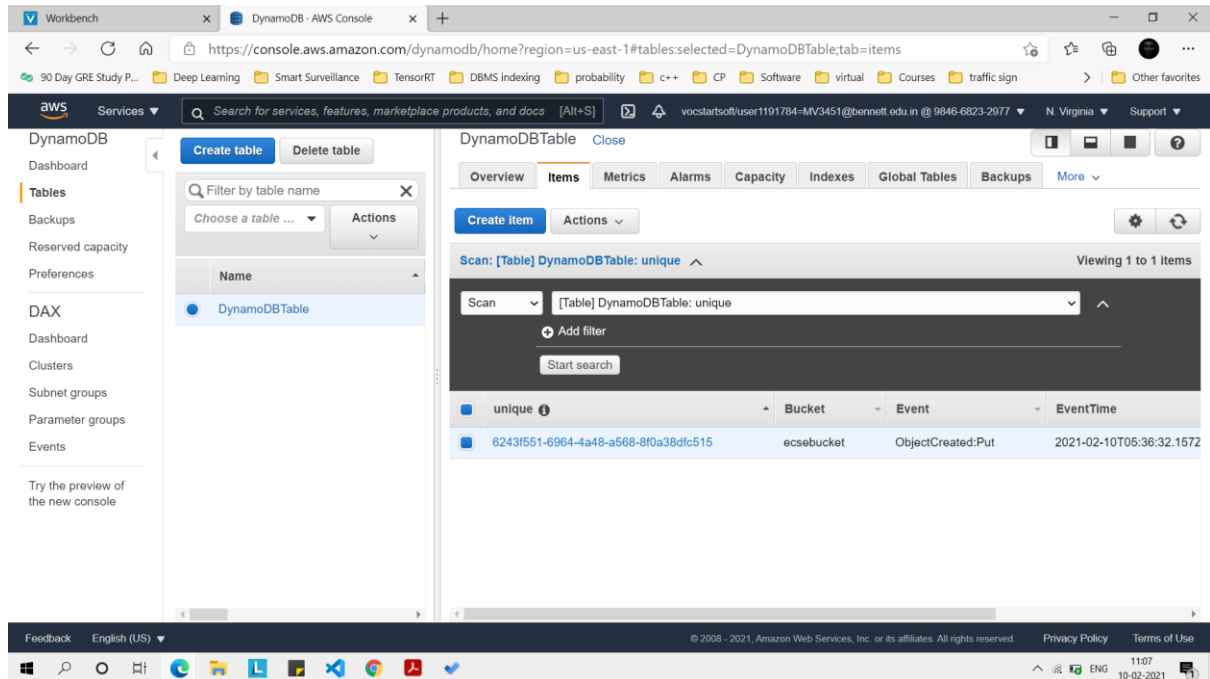 Workbench
DynamoDB - AWS Console
https://console.aws.amazon.com/dynamodb/home?region=us-east-1#tables:selected=DynamoDBTable;tab=items
90 Day GRE Study P... Deep Learning Smart Surveillance TensorRT DBMS indexing probability c++ CP Software virtual Courses traffic sign Other favorites
aws Services Search for services, features, marketplace products, and docs [Alt+S] vocstartsoft/user1191784=MV3451@bennett.edu.in @ 9846-6823-2977 N. Virginia Support
DynamoDB
Dashboard
Tables
Backups
Reserved capacity
Preferences
DAX
Dashboard
Clusters
Subnet groups
Parameter groups
Events
Try the preview of
the new console
Create table Delete table
Filter by table name
Choose a table ... Actions
Name
DynamoDBTable
DynamoDBTable Close
Overview Items Metrics Alarms Capacity Indexes Global Tables Backups More
Create item Actions
Scan: [Table] DynamoDBTable: unique Viewing 1 to 1 items
Scan [Table] DynamoDBTable: unique
Add filter
Start search
unique Bucket Event EventTime
6243f551-6964-4a48-a568-8f0a38dfc515 ecsebucket ObjectCreated:Put 2021-02-10T05:36:32.157Z
Feedback English (US) © 2008 - 2021, Amazon Web Services, Inc. or its affiliates. All rights reserved. Privacy Policy Terms of Use
L
ENG
11:07
10-02-2021